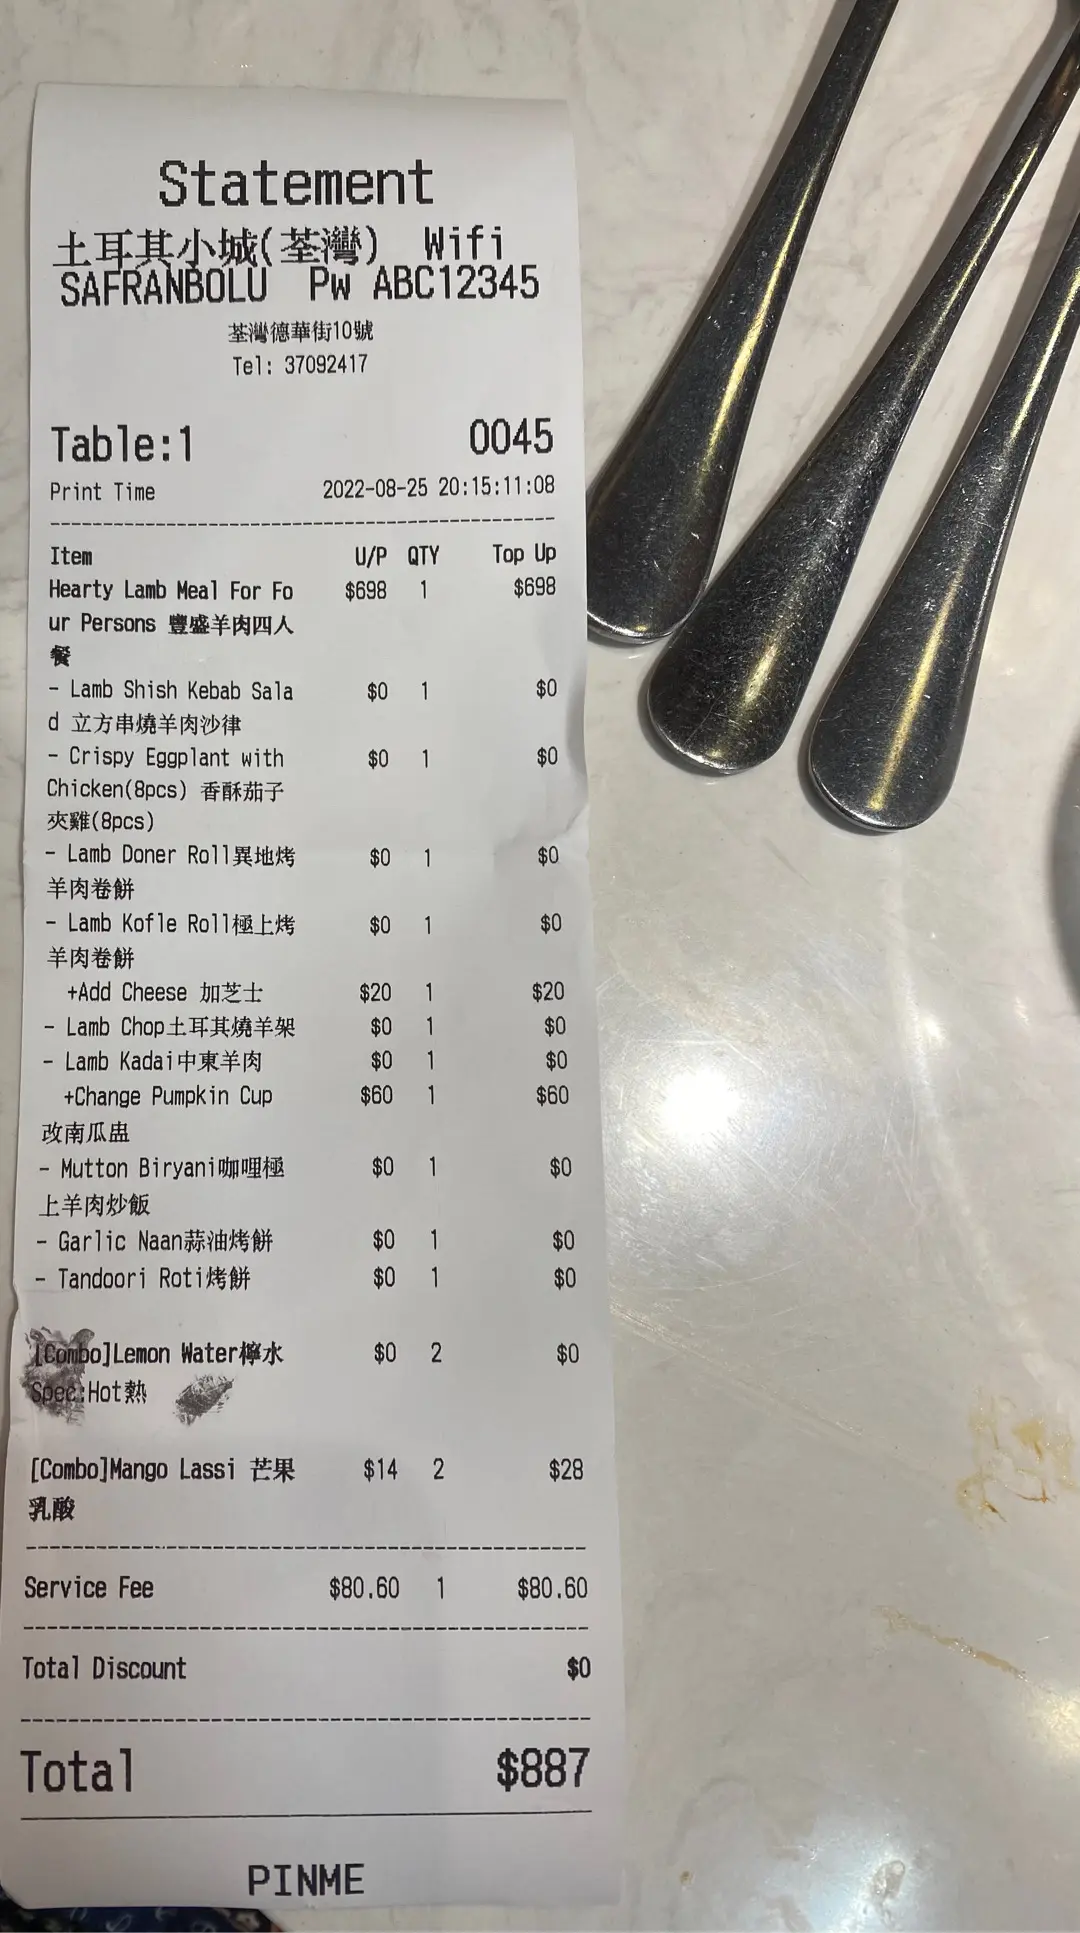 Statement
土耳其小城(荃灣) Wifi
SAFRANBOLU Pw ABC12345
荃灣德華街10號
Tel: 37092417
Table:1 0045
Print Time 2022-08-25 20:15:11:08
Item U/P QTY Top Up
Hearty Lamb Meal For Fo $698 1 $698
ur Persons 豐盛羊肉四人
餐
- Lamb Shish Kebab Sala $0 1 $0
d 立方串燒羊肉沙律
- Crispy Eggplant with $0 1 $0
Chicken(8pcs) 香酥茄子
夾雞(8pcs)
- Lamb Doner Roll異地烤 $0 1 $0
羊肉卷餅
- Lamb Kofle Roll極上烤 $0 1 $0
羊肉卷餅
+Add Cheese 加芝士 $20 1 $20
- Lamb Chop土耳其燒羊架 $0 1 $0
- Lamb Kadai中東羊肉 $0 1 $0
+Change Pumpkin Cup $60 1 $60
改南瓜盅
- Mutton Biryani咖哩極 $0 1 $0
上羊肉炒飯
- Garlic Naan蒜油烤餅 $0 1 $0
- Tandoori Roti烤餅 $0 1 $0
[Combo]Lemon Water檸水 $0 2 $0
Spec:Hot熱
[Combo]Mango Lassi 芒果 $14 2 $28
乳酸
Service Fee $80.60 1 $80.60
Total Discount $0
Total $887
PINME